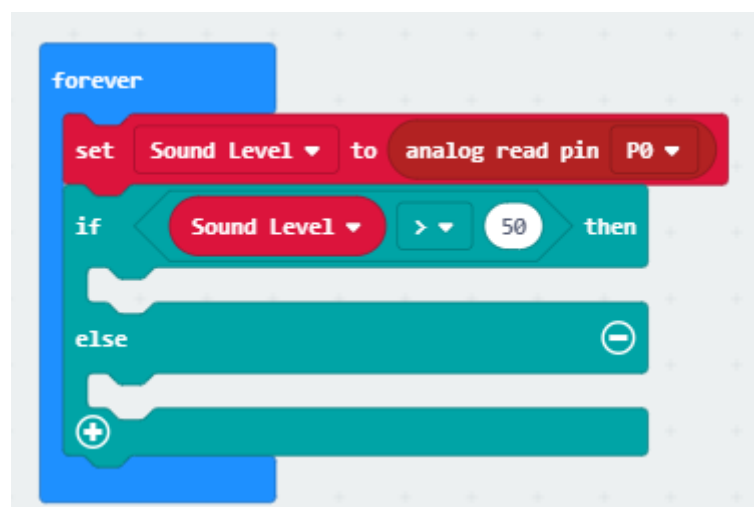 forever
set Sound Level to analog read pin P0
if Sound Level > 50 then
else